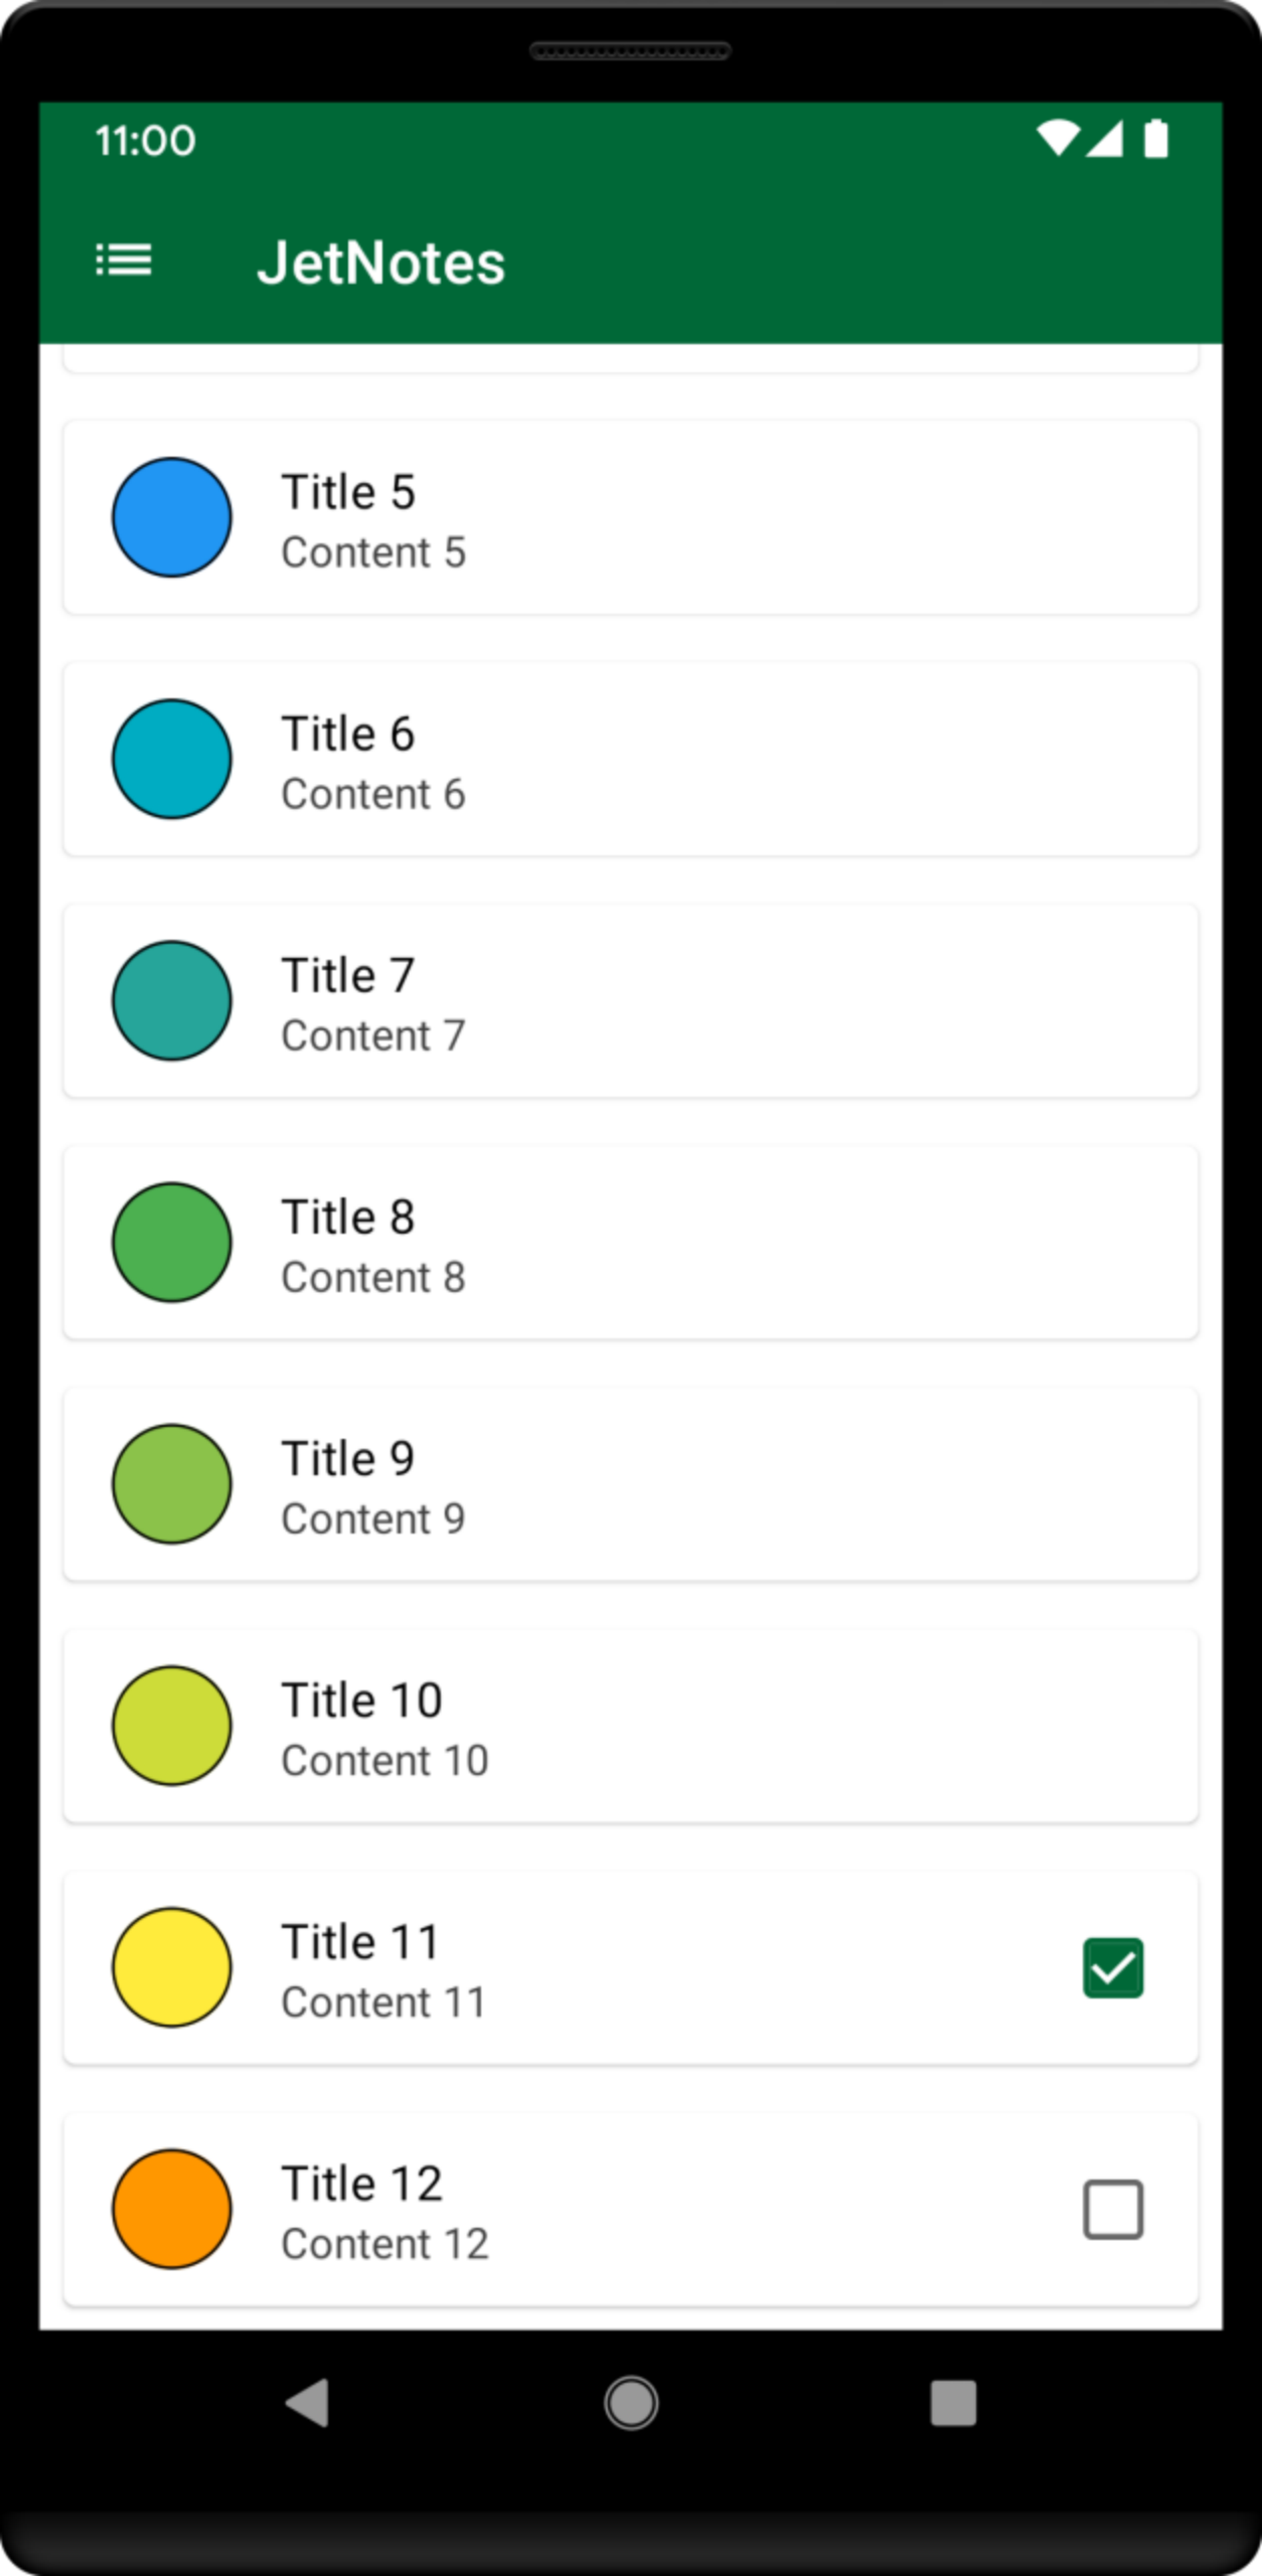 11:00
JetNotes
Title 5
Content 5
Title 6
Content 6
Title 7
Content 7
Title 8
Content 8
Title 9
Content 9
Title 10
Content 10
Title 11
Content 11
Title 12
Content 12